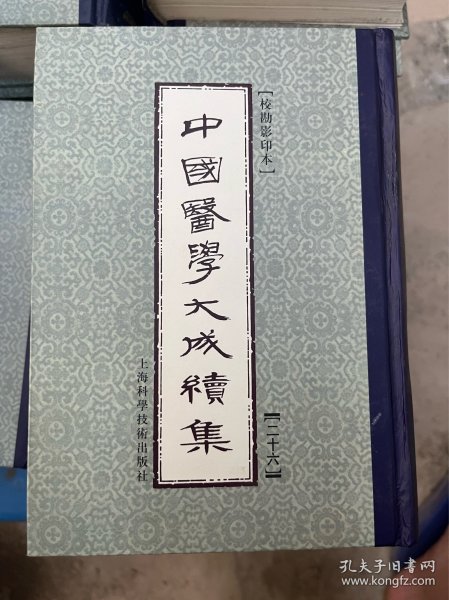 【校勘影印本】
中國醫學大成續集
【二十六】
上海科學技術出版社
孔夫子旧书网
www.kongfz.com